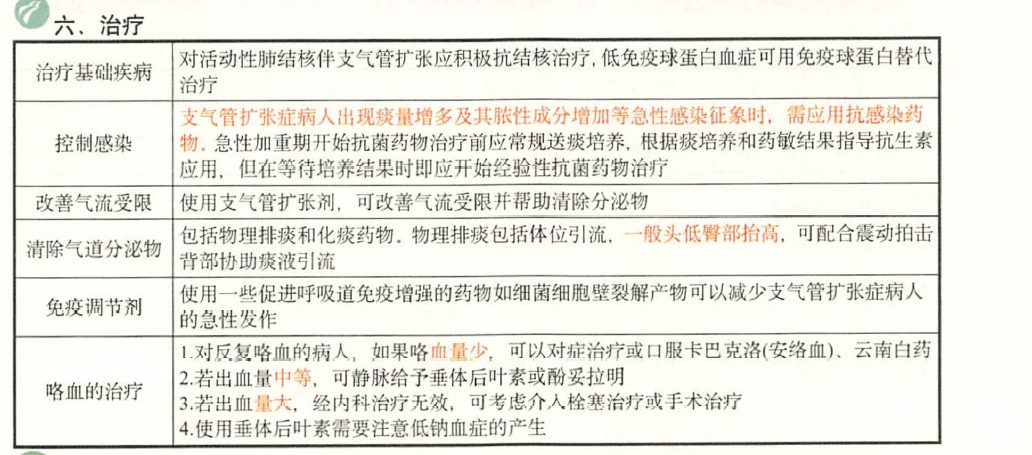 六、治疗
治疗基础疾病
对活动性肺结核伴支气管扩张应积极抗结核治疗,低免疫球蛋白血症可用免疫球蛋白替代
治疗
控制感染
支气管扩张症病人出现痰量增多及其脓性成分增加等急性感染征象时，需应用抗感染药
物。急性加重期开始抗菌药物治疗前应常规送痰培养，根据痰培养和药敏结果指导抗生素
应用，但在等待培养结果时即应开始经验性抗菌药物治疗
改善气流受限
使用支气管扩张剂，可改善气流受限并帮助清除分泌物
清除气道分泌物
包括物理排痰和化痰药物。物理排痰包括体位引流，一般头低臀部抬高，可配合震动拍击
背部协助痰液引流
免疫调节剂
使用一些促进呼吸道免疫增强的药物如细菌细胞壁裂解产物可以减少支气管扩张症病人
的急性发作
咯血的治疗
1.对反复咯血的病人，如果咯血量少，可以对症治疗或口服卡巴克洛(安络血)、云南白药
2.若出血量中等，可静脉给予垂体后叶素或酚妥拉明
3.若出血量大，经内科治疗无效，可考虑介入栓塞治疗或手术治疗
4.使用垂体后叶素需要注意低钠血症的产生